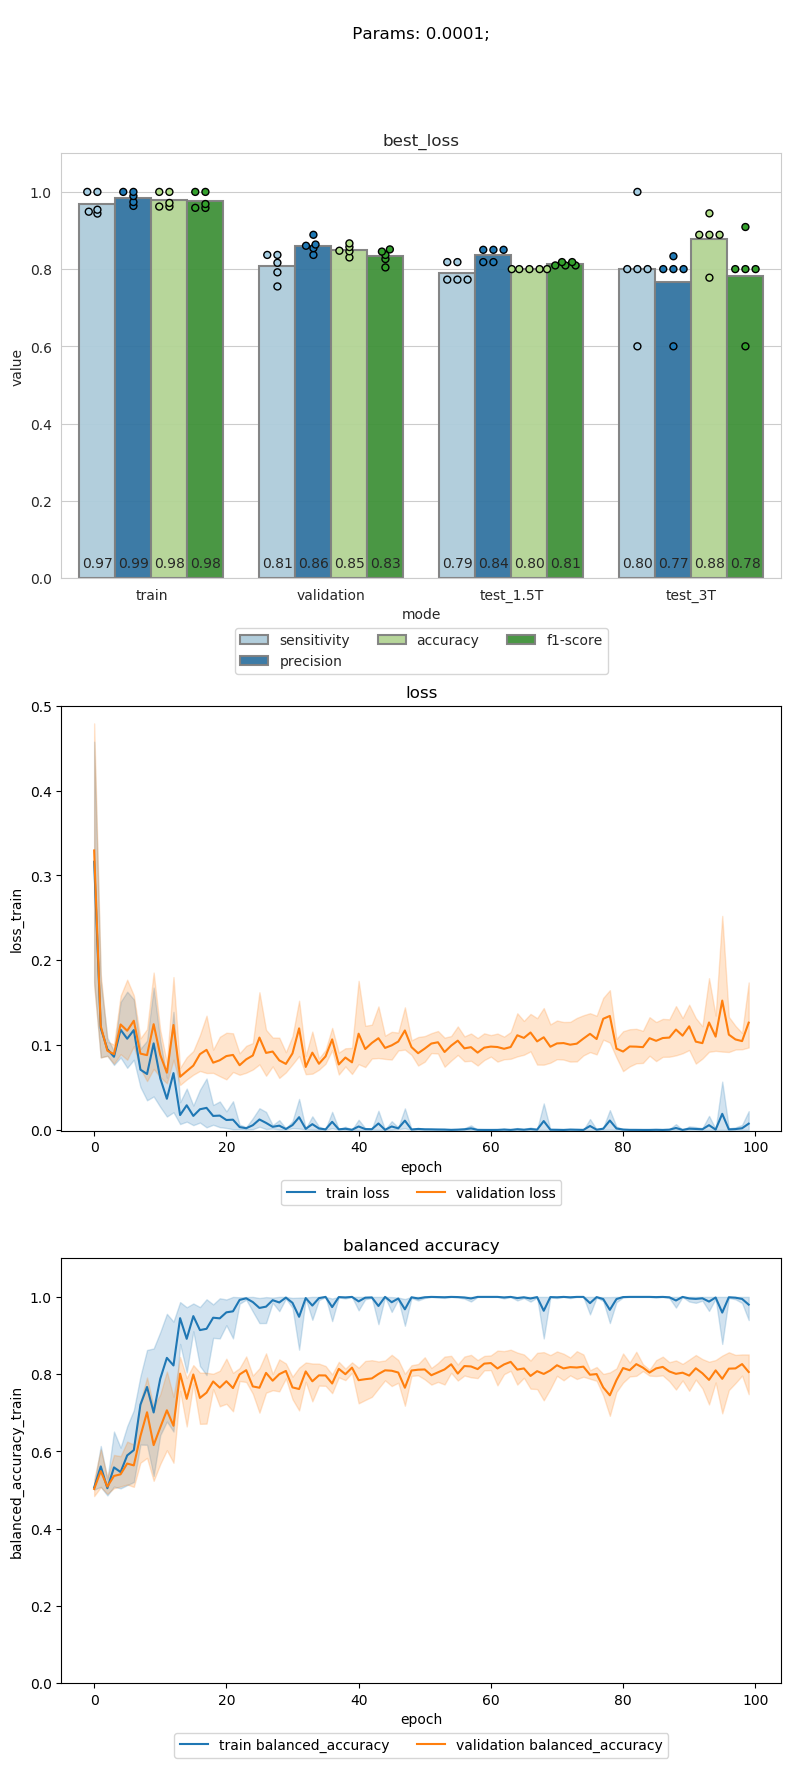 Params: 0.0001;
best_loss
value
1.0
0.8
0.6
0.4
0.2
0.0
0.97 0.99 0.98 0.98 0.81 0.86 0.85 0.83 0.79 0.84 0.80 0.81 0.80 0.77 0.88 0.78
train validation test_1.5T test_3T
mode
sensitivity accuracy f1-score
precision
loss
loss_train
0.5
0.4
0.3
0.2
0.1
0.0
0 20 40 60 80 100
epoch
train loss validation loss
balanced accuracy
balanced_accuracy_train
1.0
0.8
0.6
0.4
0.2
0.0
0 20 40 60 80 100
epoch
train balanced_accuracy validation balanced_accuracy